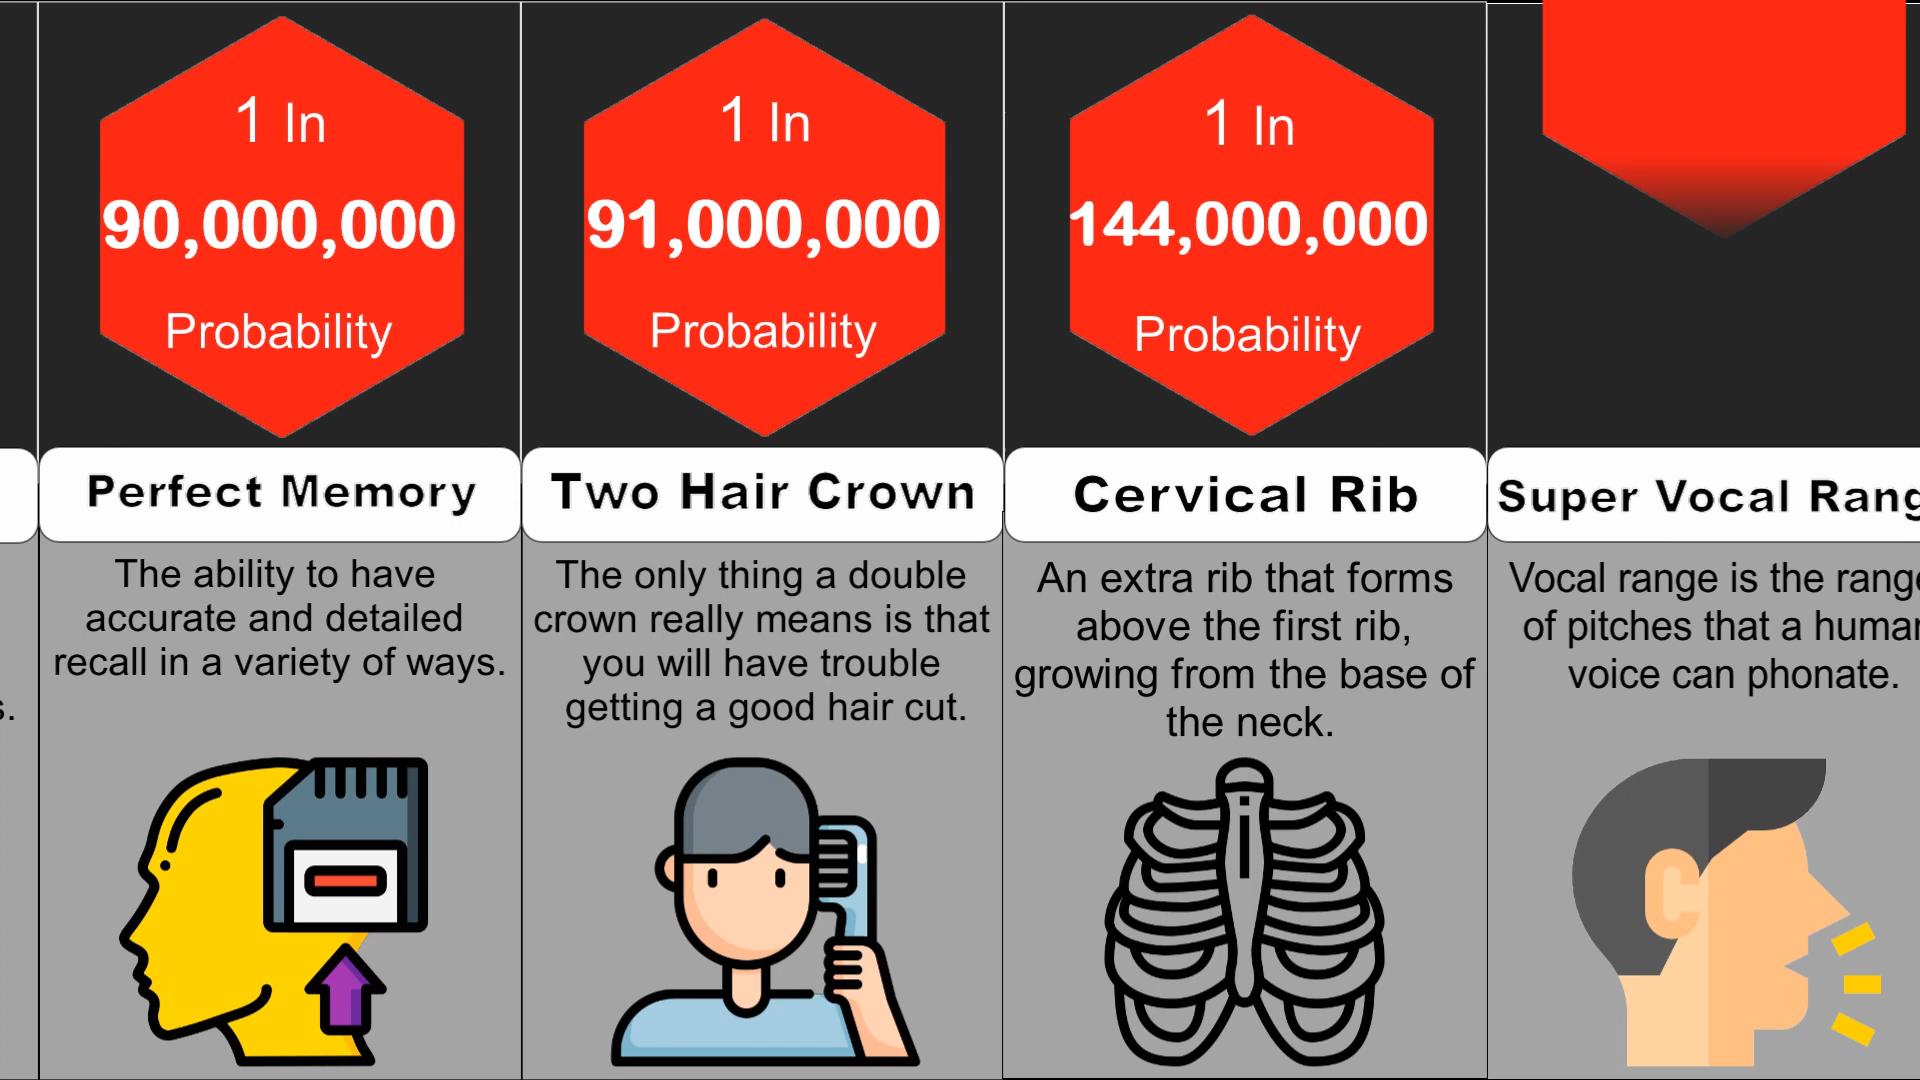 1 In
90,000,000
Probability
Perfect Memory
The ability to have
accurate and detailed
recall in a variety of ways.
1 In
91,000,000
Probability
Two Hair Crown
The only thing a double
crown really means is that
you will have trouble
getting a good hair cut.
1 In
144,000,000
Probability
Cervical Rib
An extra rib that forms
above the first rib,
growing from the base of
the neck.
Super Vocal Rang
Vocal range is the range
of pitches that a human
voice can phonate.